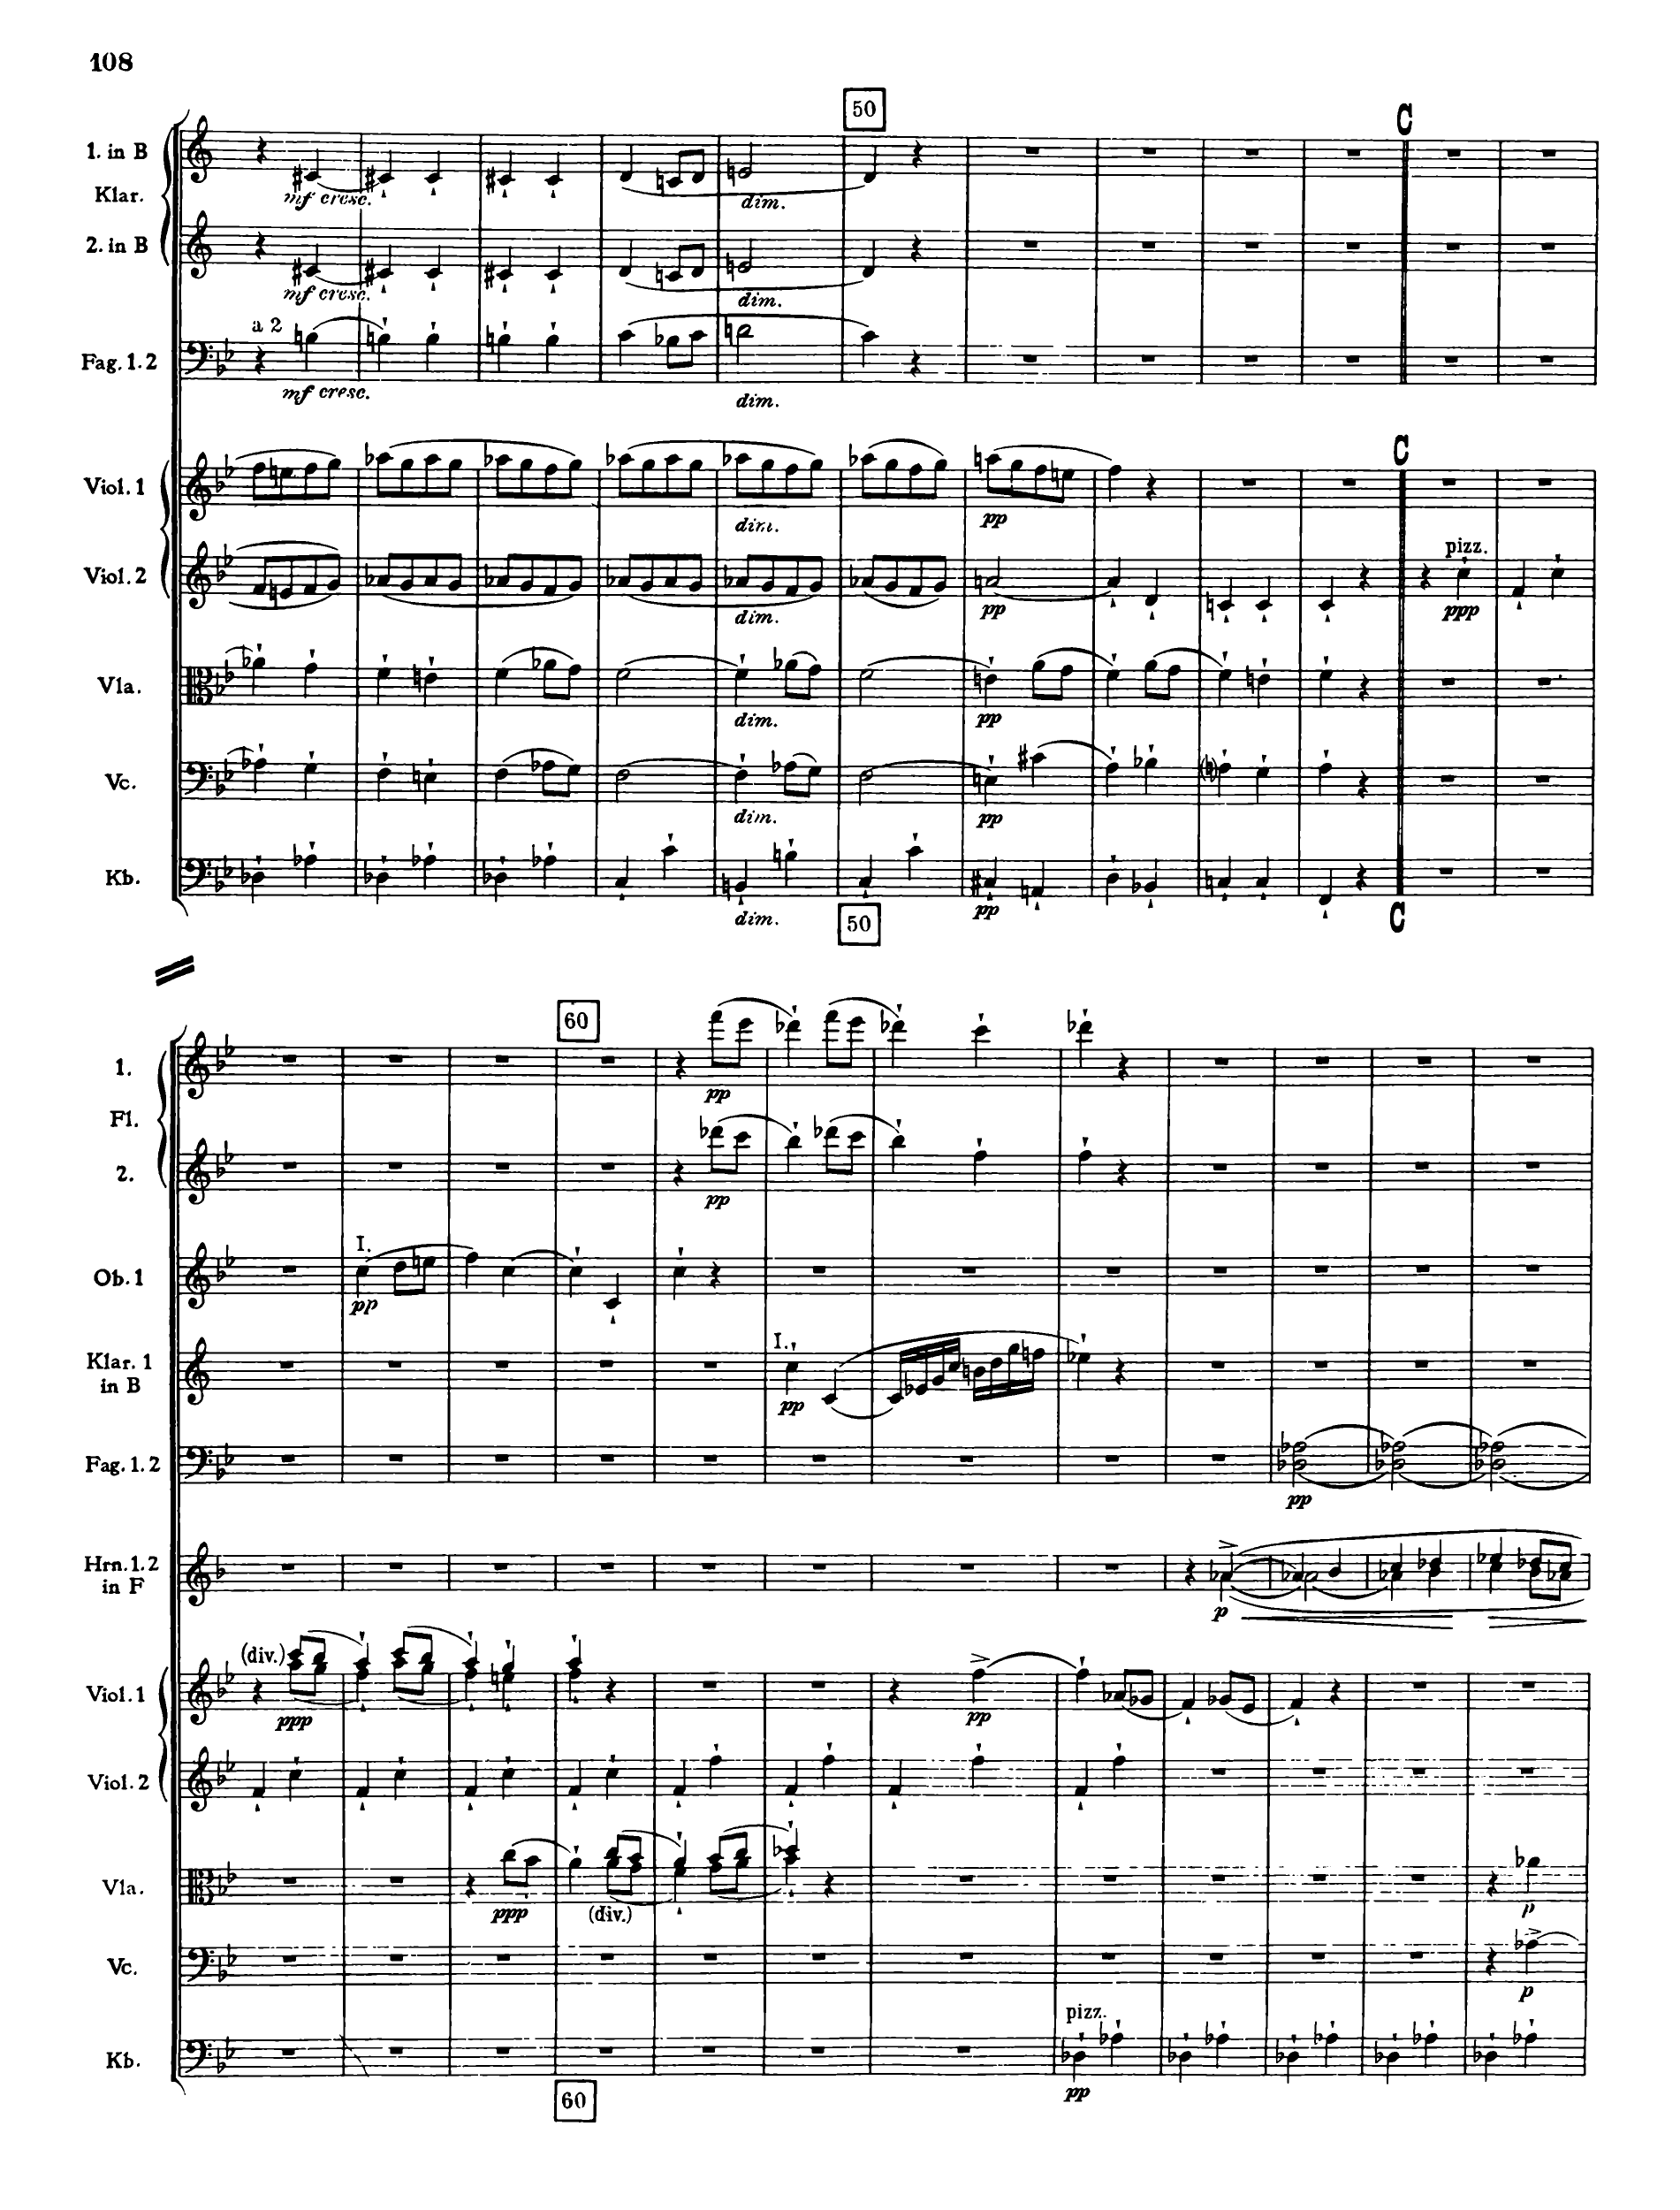 108
50
C
1. in B
Klar.
mf cresc.
dim.
2. in B
mf cresc.
dim.
a 2
Fag. 1. 2
mf cresc.
dim.
C
Viol. 1
dim.
pp
pizz.
Viol. 2
dim.
pp
ppp
Vla.
dim.
pp
Vc.
dim.
pp
Kb.
dim.
pp
50
C
60
1.
pp
Fl.
2.
pp
I.
Ob. 1
pp
I.
Klar. 1
in B
pp
Fag. 1. 2
pp
Hrn. 1. 2
in F
p
(div.)
Viol. 1
ppp
pp
Viol. 2
Vla.
ppp
(div.)
p
Vc.
p
pizz.
Kb.
pp
60